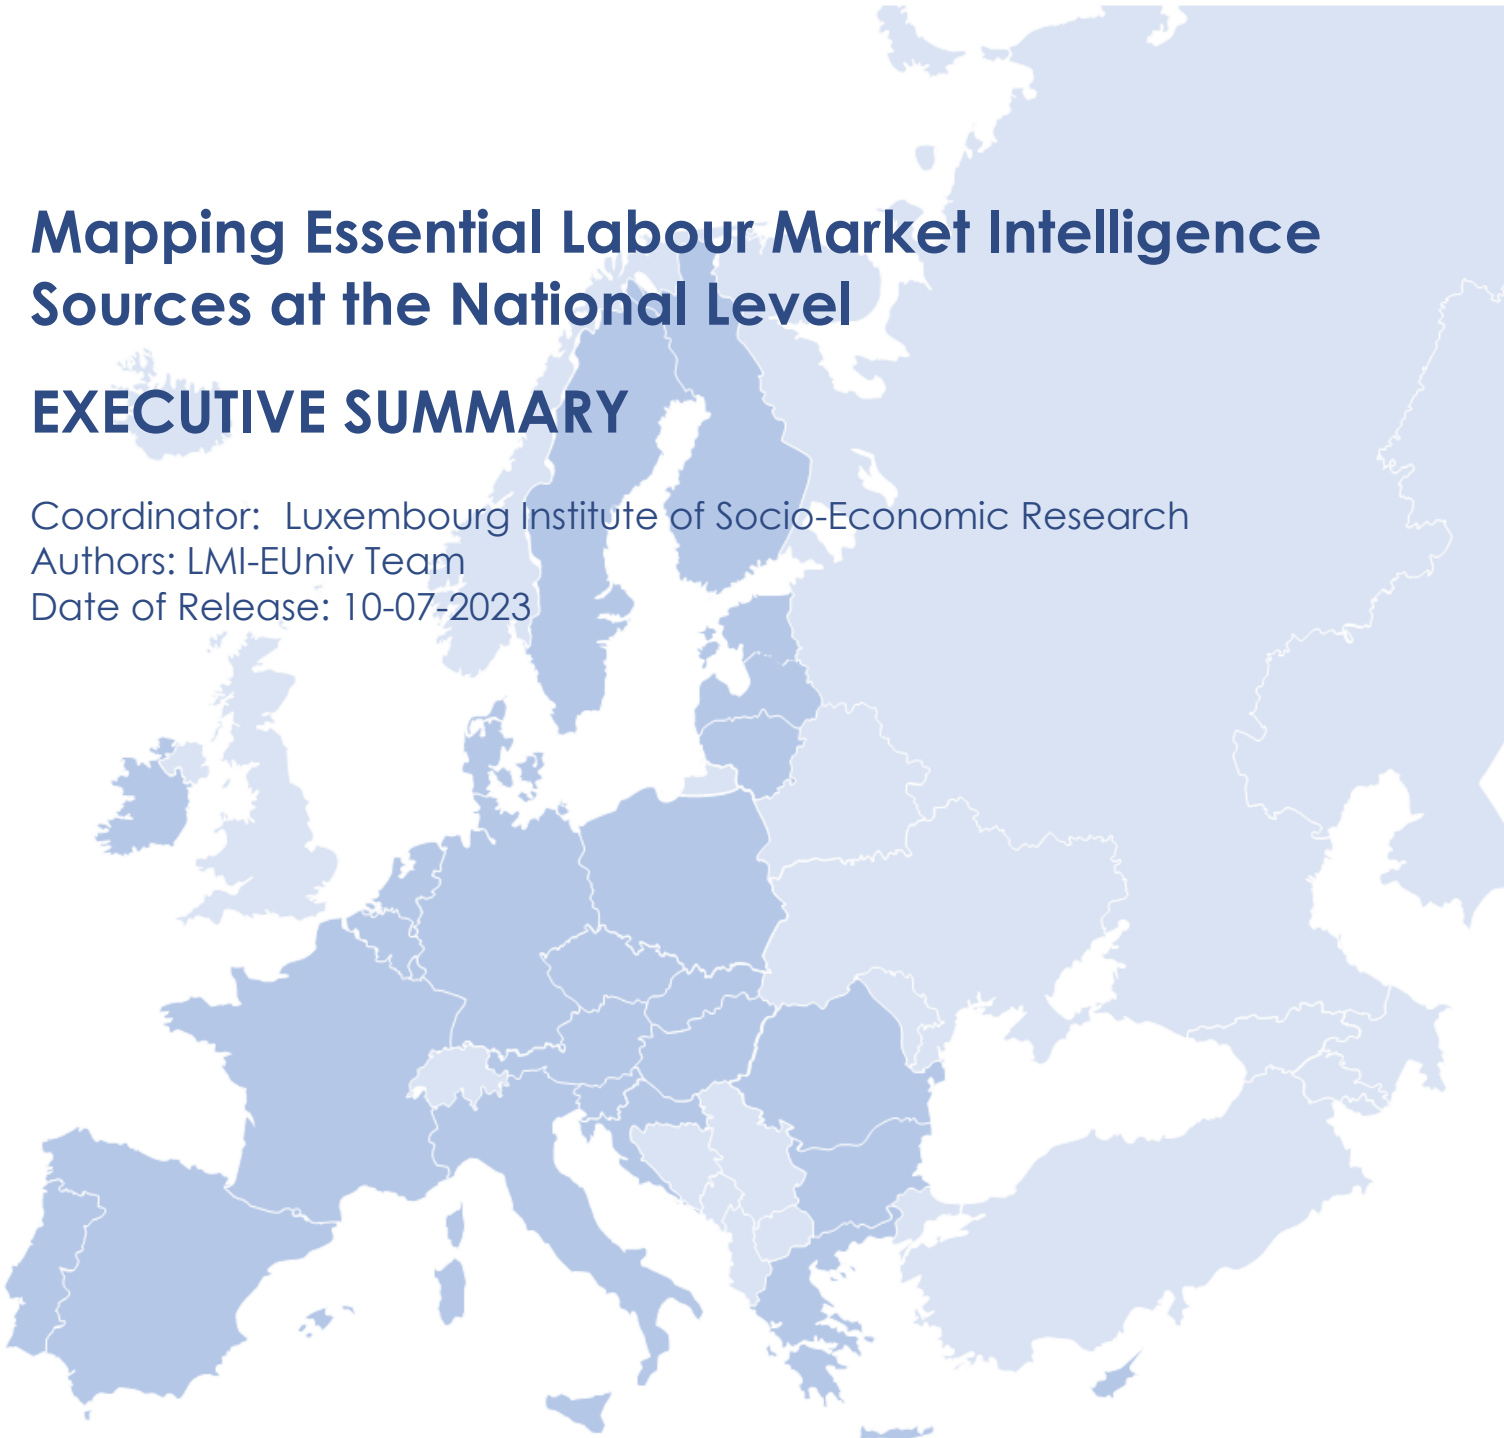 Mapping Essential Labour Market Intelligence
Sources at the National Level
EXECUTIVE SUMMARY
Coordinator: Luxembourg Institute of Socio-Economic Research
Authors: LMI-EUniv Team
Date of Release: 10-07-2023